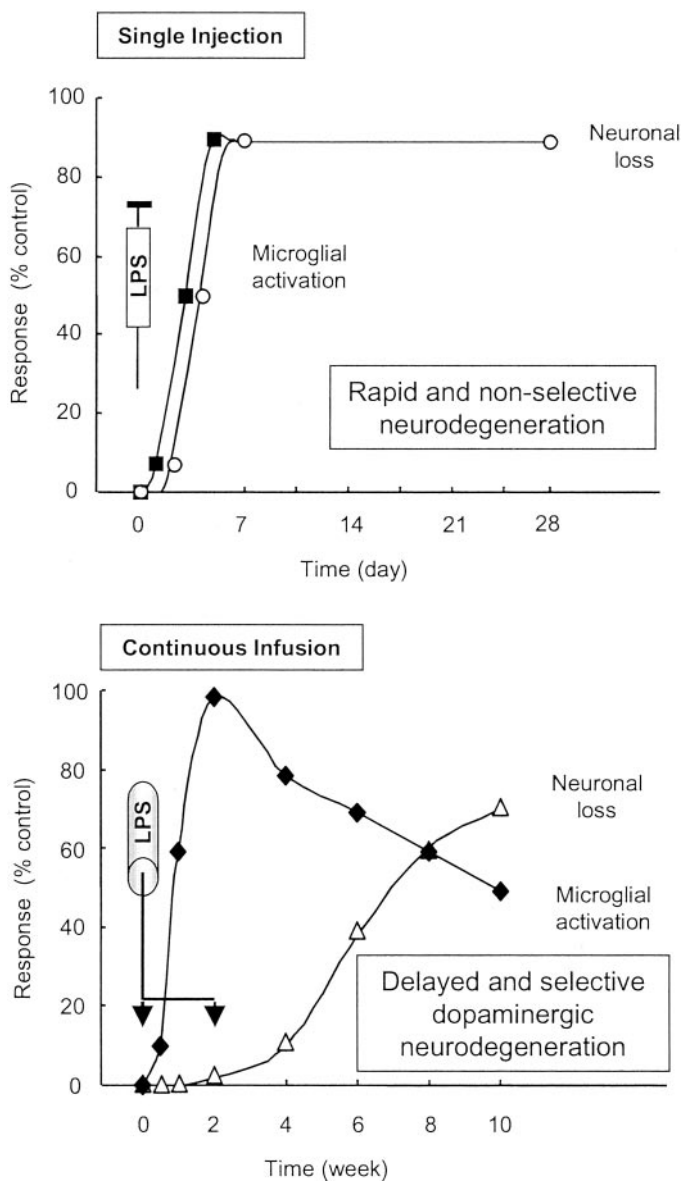 Single Injection
100
80
60
40
20
0
Response (% control)
LPS
Neuronal
loss
Microglial
activation
Rapid and non-selective
neurodegeneration
0 7 14 21 28
Time (day)
Continuous Infusion
100
80
60
40
20
0
Response (% control)
LPS
Neuronal
loss
Microglial
activation
Delayed and selective
dopaminergic
neurodegeneration
0 2 4 6 8 10
Time (week)